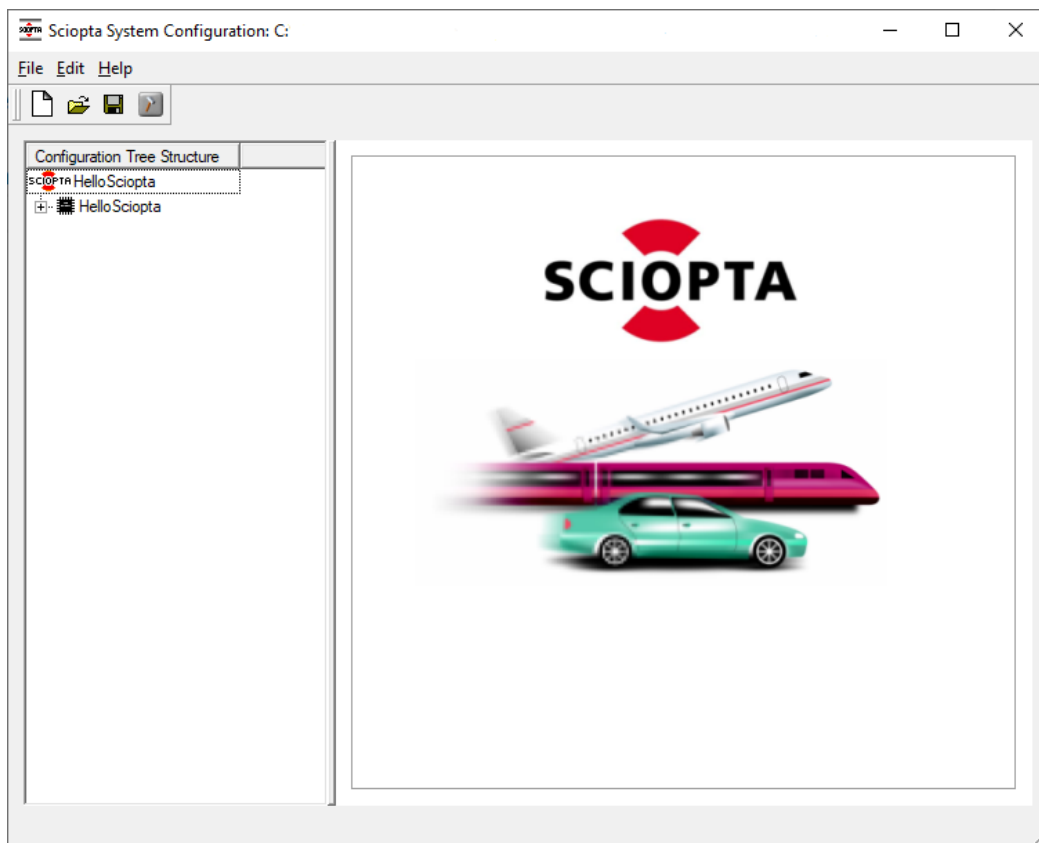 Sciopta System Configuration: C:
File Edit Help
Configuration Tree Structure
SCIOPTA HelloSciopta
HelloSciopta
SCIOPTA